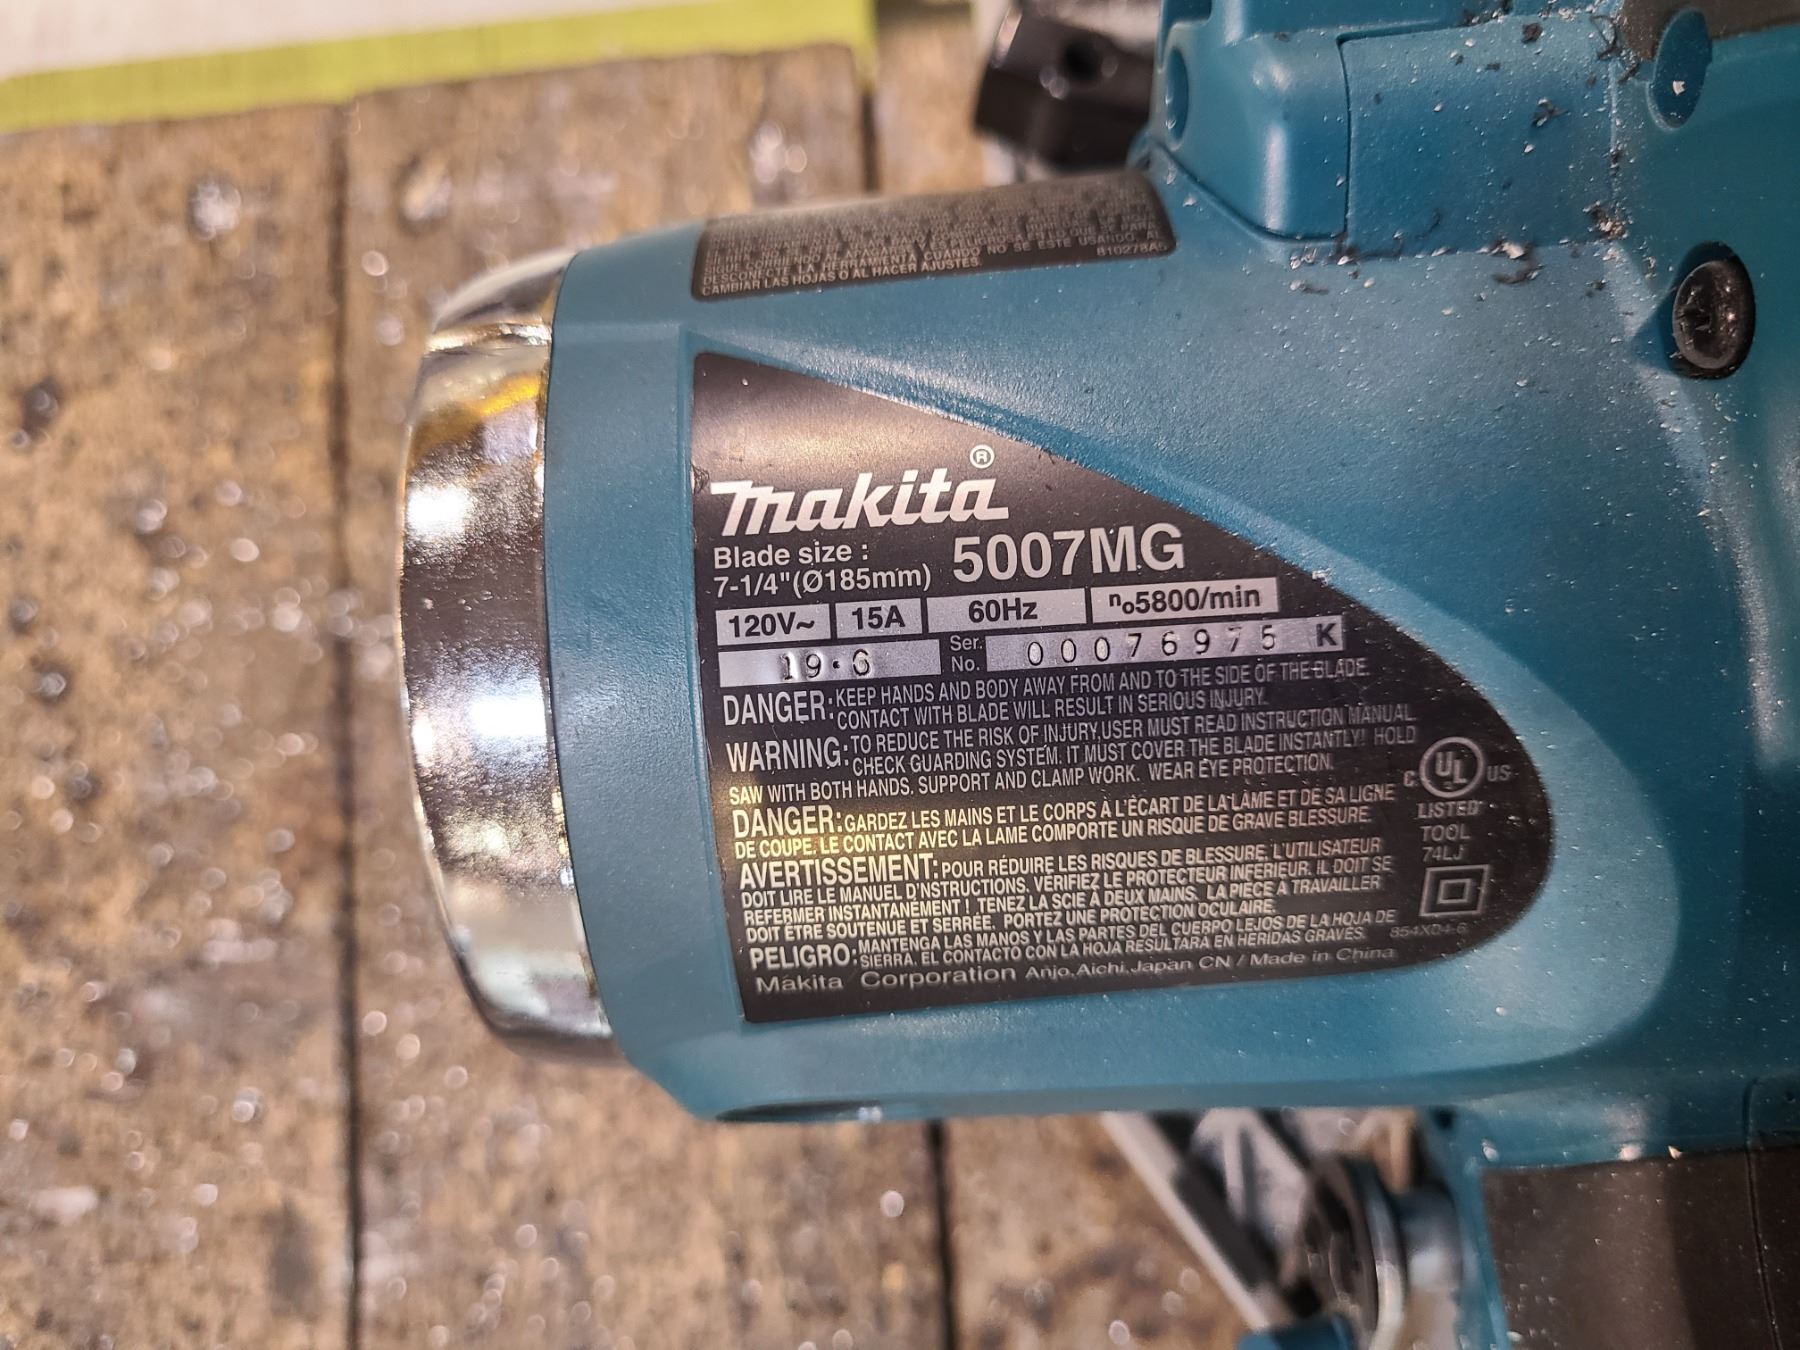 NO SE ESTE USANDO, AL
DESCONECTE LA HERRAMIENTA CUANDO
CAMBIAR LAS HOJAS O AL HACER AJUSTES.
810278A5
makita®
Blade size :
7-1/4"(Ø185mm)
5007MG
120V~ 15A 60Hz no5800/min
19·6 Ser. No. 00076975 K
DANGER: KEEP HANDS AND BODY AWAY FROM AND TO THE SIDE OF THE BLADE.
CONTACT WITH BLADE WILL RESULT IN SERIOUS INJURY.
WARNING: TO REDUCE THE RISK OF INJURY,USER MUST READ INSTRUCTION MANUAL
CHECK GUARDING SYSTEM. IT MUST COVER THE BLADE INSTANTLY! HOLD
SAW WITH BOTH HANDS. SUPPORT AND CLAMP WORK. WEAR EYE PROTECTION.
DANGER: GARDEZ LES MAINS ET LE CORPS À L'ÉCART DE LA LAME ET DE SA LIGNE
DE COUPE. LE CONTACT AVEC LA LAME COMPORTE UN RISQUE DE GRAVE BLESSURE.
AVERTISSEMENT: POUR RÉDUIRE LES RISQUES DE BLESSURE, L'UTILISATEUR
DOIT LIRE LE MANUEL D'NSTRUCTIONS. VÉRIFIEZ LE PROTECTEUR INFÉRIEUR. IL DOIT SE
REFERMER INSTANTANÉMENT ! TENEZ LA SCIE À DEUX MAINS. LA PIÈCE À TRAVAILLER
DOIT ÊTRE SOUTENUE ET SERRÉE. PORTEZ UNE PROTECTION OCULAIRE.
PELIGRO: MANTENGA LAS MANOS Y LAS PARTES DEL CUERPO LEJOS DE LA HOJA DE
SIERRA. EL CONTACTO CON LA HOJA RESULTARÁ EN HERIDAS GRAVES.
Makita Corporation Anjo,Aichi,Japan CN / Made in China
C UL US
LISTED
TOOL
74LJ
854XD4-6